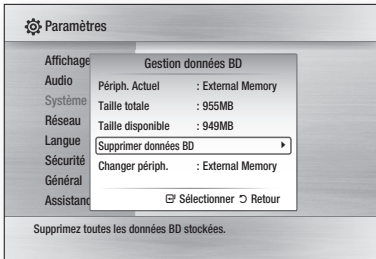 Paramètres
Affichage
Audio
Système
Réseau
Langue
Sécurité
Général
Assistanc
Gestion données BD
Périph. Actuel : External Memory
Taille totale : 955MB
Taille disponible : 949MB
Supprimer données BD
Changer périph. : External Memory
Sélectionner Retour
Supprimez toutes les données BD stockées.